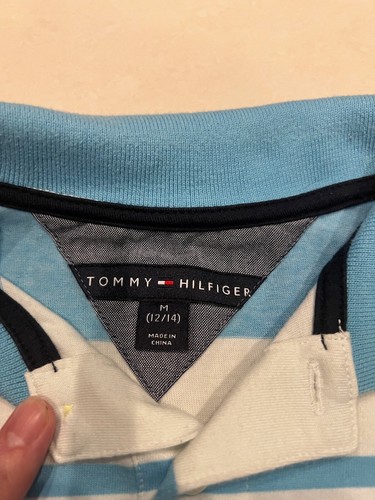 TOMMY HILFIGER
M
(12/14)
MADE IN
CHINA